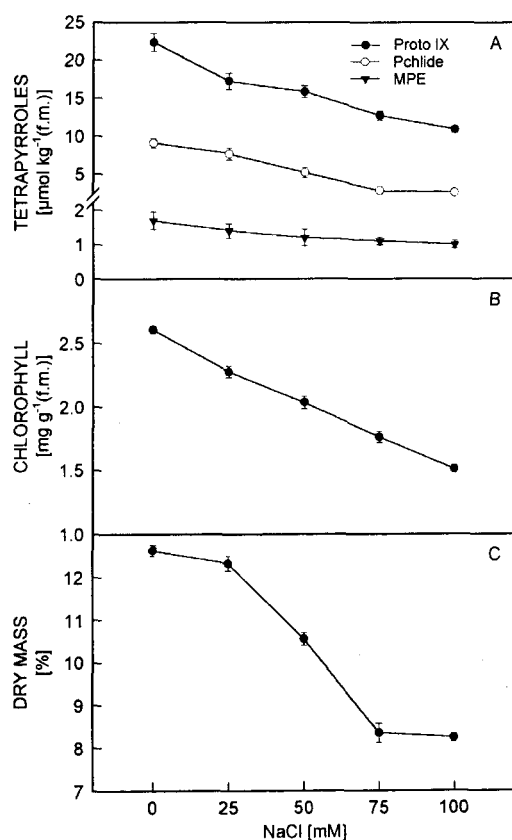 25
20
15
10
5
2
1
0
TETRAPYRROLES
[µmol kg⁻¹(f.m.)]
Proto IX
Pchlide
MPE
A
2.5
2.0
1.5
1.0
CHLOROPHYLL
[mg g⁻¹(f.m.)]
B
12
11
10
9
8
7
DRY MASS
[%]
C
0 25 50 75 100
NaCl [mM]